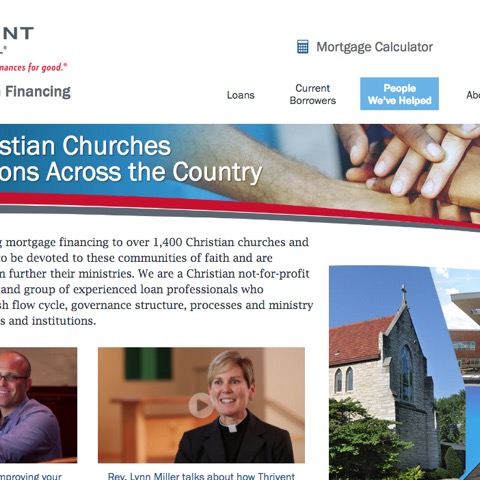 NT
L®
nances for good.®
Financing
Mortgage Calculator
Loans
Current
Borrowers
People
We've Helped
Abo
stian Churches
ons Across the Country
g mortgage financing to over 1,400 Christian churches and
o be devoted to these communities of faith and are
m further their ministries. We are a Christian not-for-profit
and group of experienced loan professionals who
sh flow cycle, governance structure, processes and ministry
s and institutions.
mproving your
Rev. Lynn Miller talks about how Thrivent